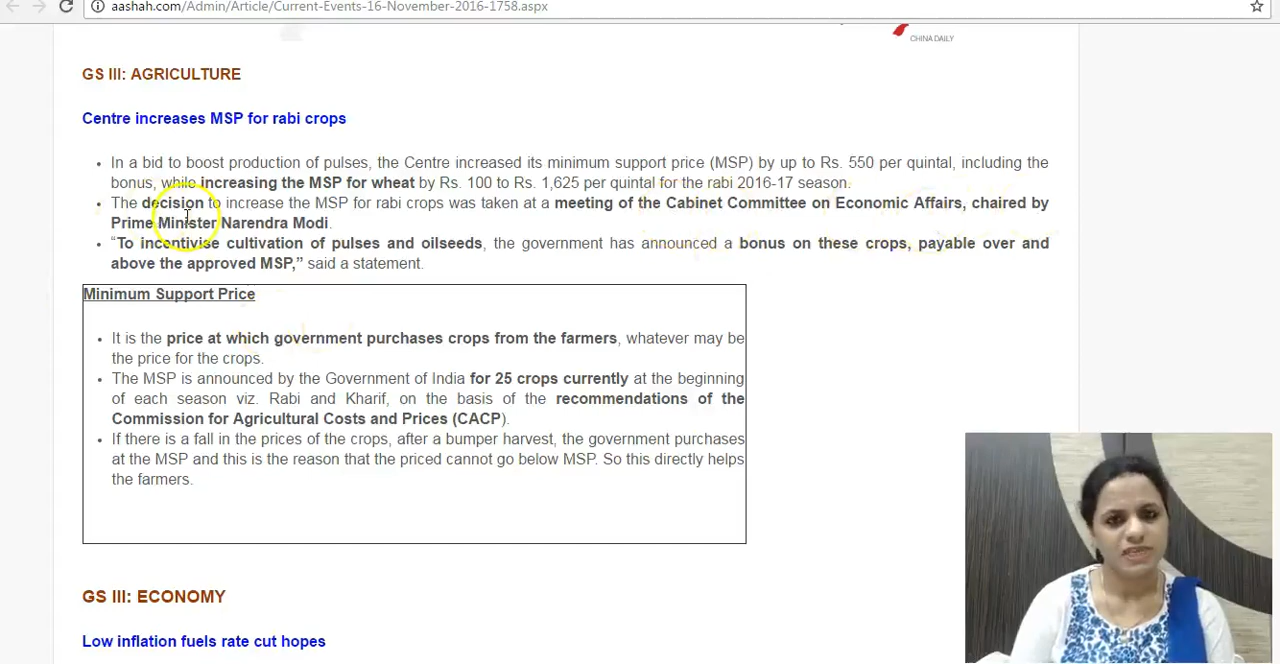 aashah.com/Admin/Article/Current-Events-16-November-2016-1758.aspx
CHINA DAILY
GS III: AGRICULTURE
Centre increases MSP for rabi crops
• In a bid to boost production of pulses, the Centre increased its minimum support price (MSP) by up to Rs. 550 per quintal, including the
bonus, while increasing the MSP for wheat by Rs. 100 to Rs. 1,625 per quintal for the rabi 2016-17 season.
• The decision to increase the MSP for rabi crops was taken at a meeting of the Cabinet Committee on Economic Affairs, chaired by
Prime Minister Narendra Modi.
• “To incentivise cultivation of pulses and oilseeds, the government has announced a bonus on these crops, payable over and
above the approved MSP,” said a statement.
Minimum Support Price
• It is the price at which government purchases crops from the farmers, whatever may be
the price for the crops.
• The MSP is announced by the Government of India for 25 crops currently at the beginning
of each season viz. Rabi and Kharif, on the basis of the recommendations of the
Commission for Agricultural Costs and Prices (CACP).
• If there is a fall in the prices of the crops, after a bumper harvest, the government purchases
at the MSP and this is the reason that the priced cannot go below MSP. So this directly helps
the farmers.
GS III: ECONOMY
Low inflation fuels rate cut hopes